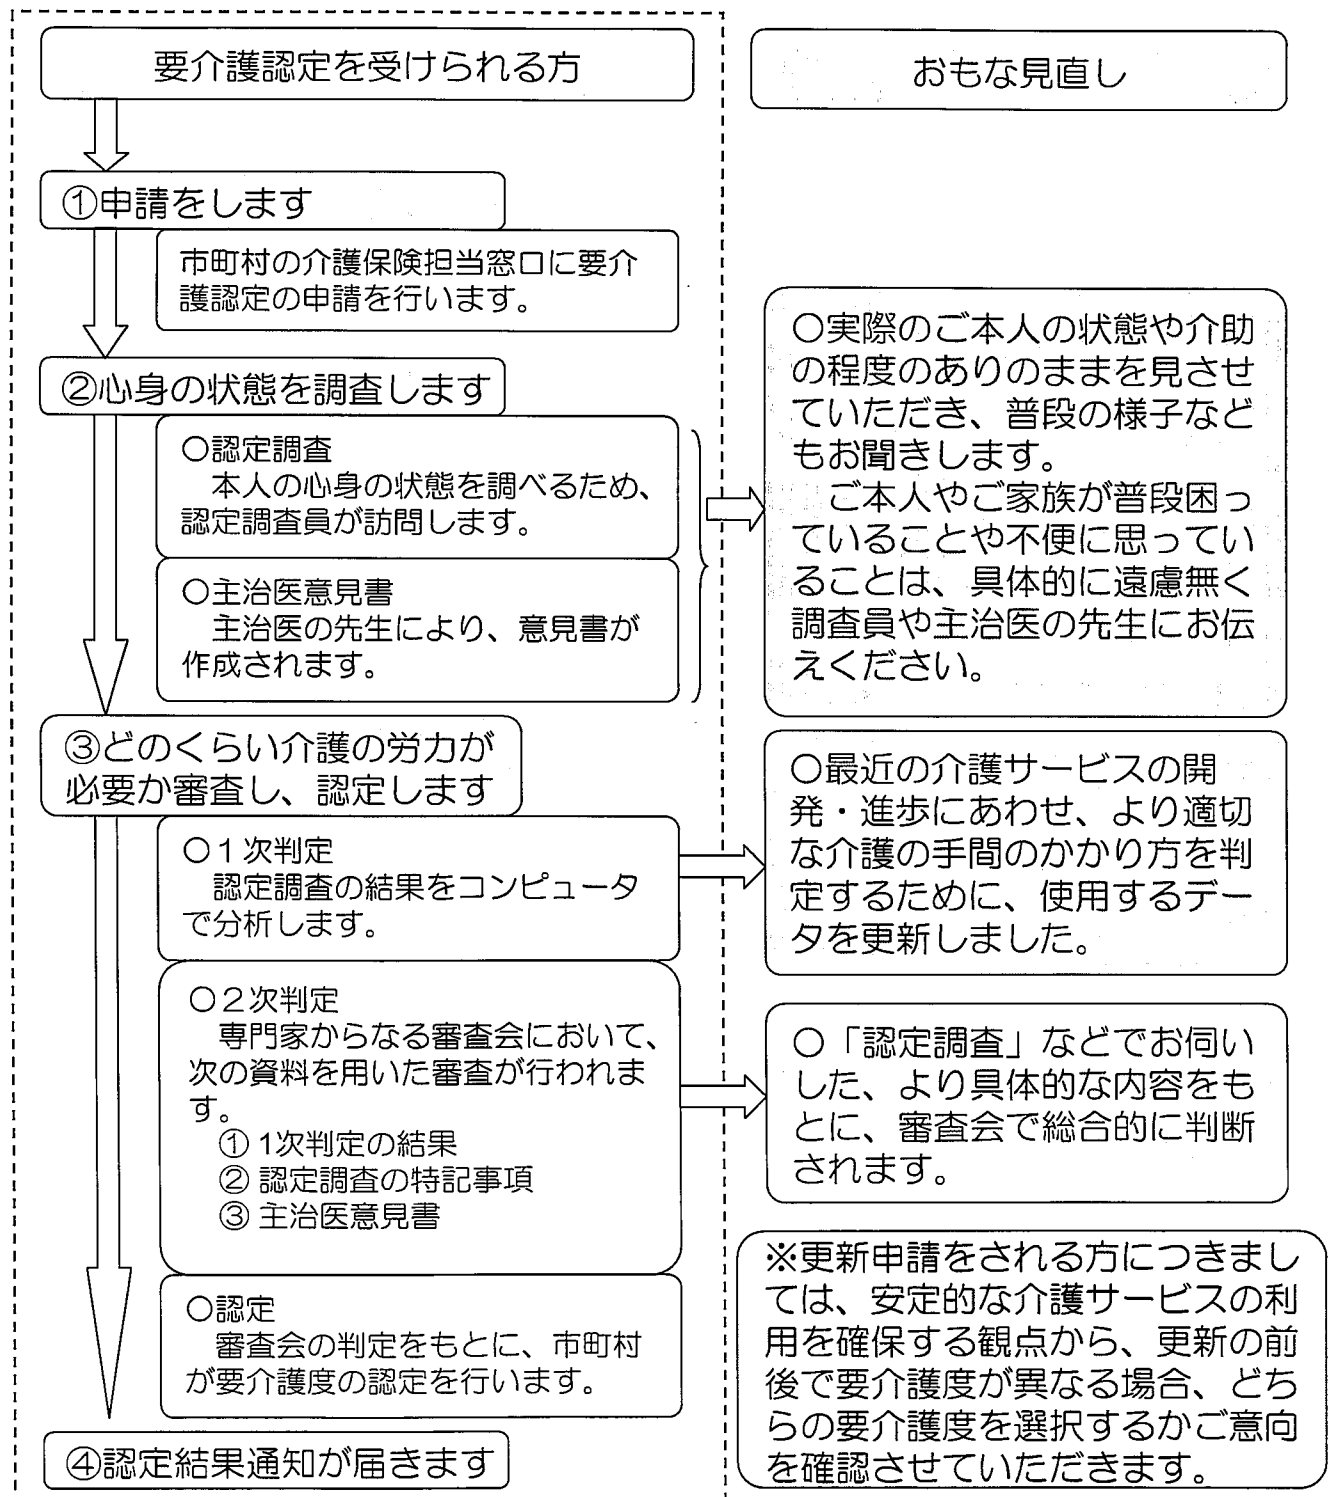 要介護認定を受けられる方
おもな見直し
①申請をします
市町村の介護保険担当窓口に要介
護認定の申請を行います。
②心身の状態を調査します
○認定調査
本人の心身の状態を調べるため、
認定調査員が訪問します。
○主治医意見書
主治医の先生により、意見書が
作成されます。
○実際のご本人の状態や介助
の程度のありのままを見させ
ていただき、普段の様子など
もお聞きします。
ご本人やご家族が普段困っ
ていることや不便に思ってい
ることは、具体的に遠慮無く
調査員や主治医の先生にお伝
えください。
③どのくらい介護の労力が
必要か審査し、認定します
○1次判定
認定調査の結果をコンピュータ
で分析します。
○最近の介護サービスの開
発・進歩にあわせ、より適切
な介護の手間のかかり方を判
定するために、使用するデー
タを更新しました。
○2次判定
専門家からなる審査会において、
次の資料を用いた審査が行われま
す。
① 1次判定の結果
② 認定調査の特記事項
③ 主治医意見書
○「認定調査」などでお伺い
した、より具体的な内容をも
とに、審査会で総合的に判断
されます。
○認定
審査会の判定をもとに、市町村
が要介護度の認定を行います。
※更新申請をされる方につきまし
ては、安定的な介護サービスの利
用を確保する観点から、更新の前
後で要介護度が異なる場合、どち
らの要介護度を選択するかご意向
を確認させていただきます。
④認定結果通知が届きます